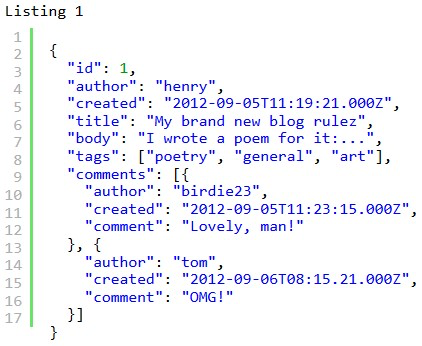 Listing 1
1
2 {
3 "id": 1,
4 "author": "henry",
5 "created": "2012-09-05T11:19:21.000Z",
6 "title": "My brand new blog rulez",
7 "body": "I wrote a poem for it:...",
8 "tags": ["poetry", "general", "art"],
9 "comments": [{
10 "author": "birdie23",
11 "created": "2012-09-05T11:23:15.000Z",
12 "comment": "Lovely, man!"
13 }, {
14 "author": "tom",
15 "created": "2012-09-06T08:15.21.000Z",
16 "comment": "OMG!"
17 }]
}